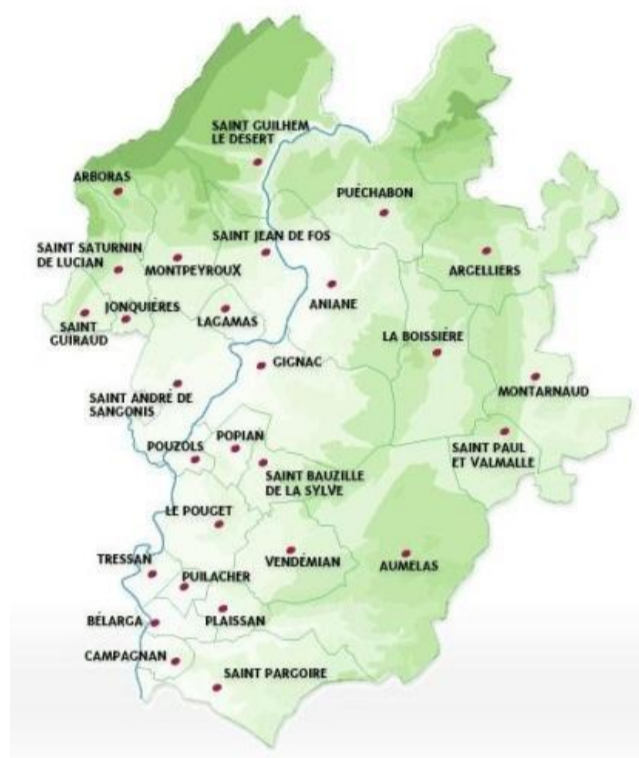 SAINT GUILHEM
LE DESERT
ARBORAS
PUÉCHABON
SAINT JEAN DE FOS
SAINT SATURNIN
DE LUCIAN
MONTPEYROUX
ARGELLIERS
ANIANE
JONQUIÈRES
LAGAMAS
SAINT
GUIRAUD
LA BOISSIÈRE
GIGNAC
MONTARNAUD
SAINT ANDRÉ DE
SANGONIS
POPIAN
POUZOLS
SAINT PAUL
ET VALMALLE
SAINT BAUZILLE
DE LA SYLVE
LE POUGET
TRESSAN
VENDÉMIAN
AUMELAS
PUILACHER
BÉLARGA
PLAISSAN
CAMPAGNAN
SAINT PARGOIRE